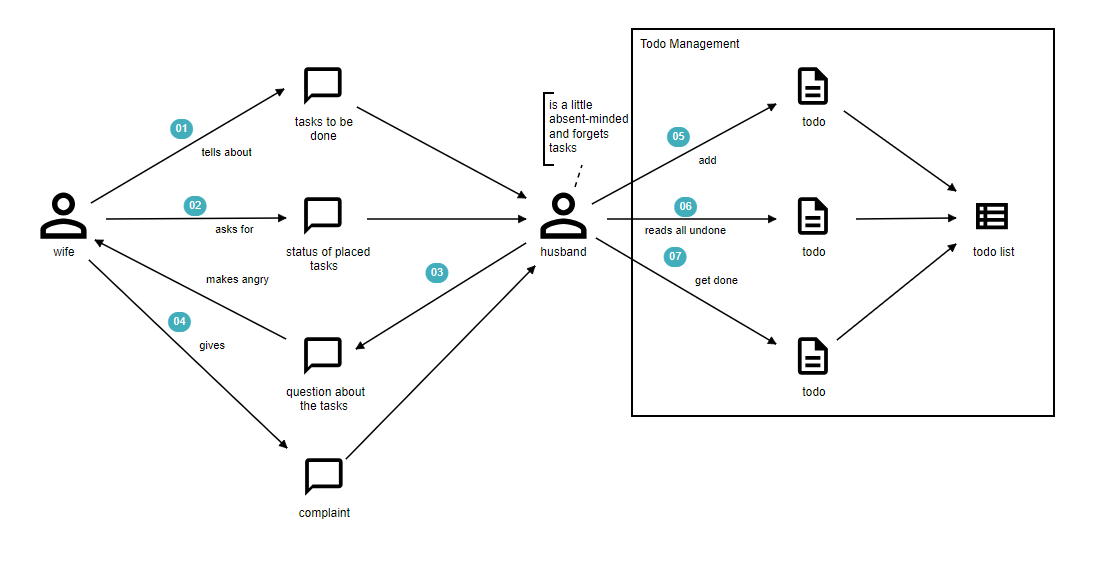 Todo Management
01
tells about
tasks to be
done
is a little
absent-minded
and forgets
tasks
05
add
todo
02
asks for
status of placed
tasks
wife
husband
06
reads all undone
todo
todo list
makes angry
03
07
get done
04
gives
question about
the tasks
todo
complaint